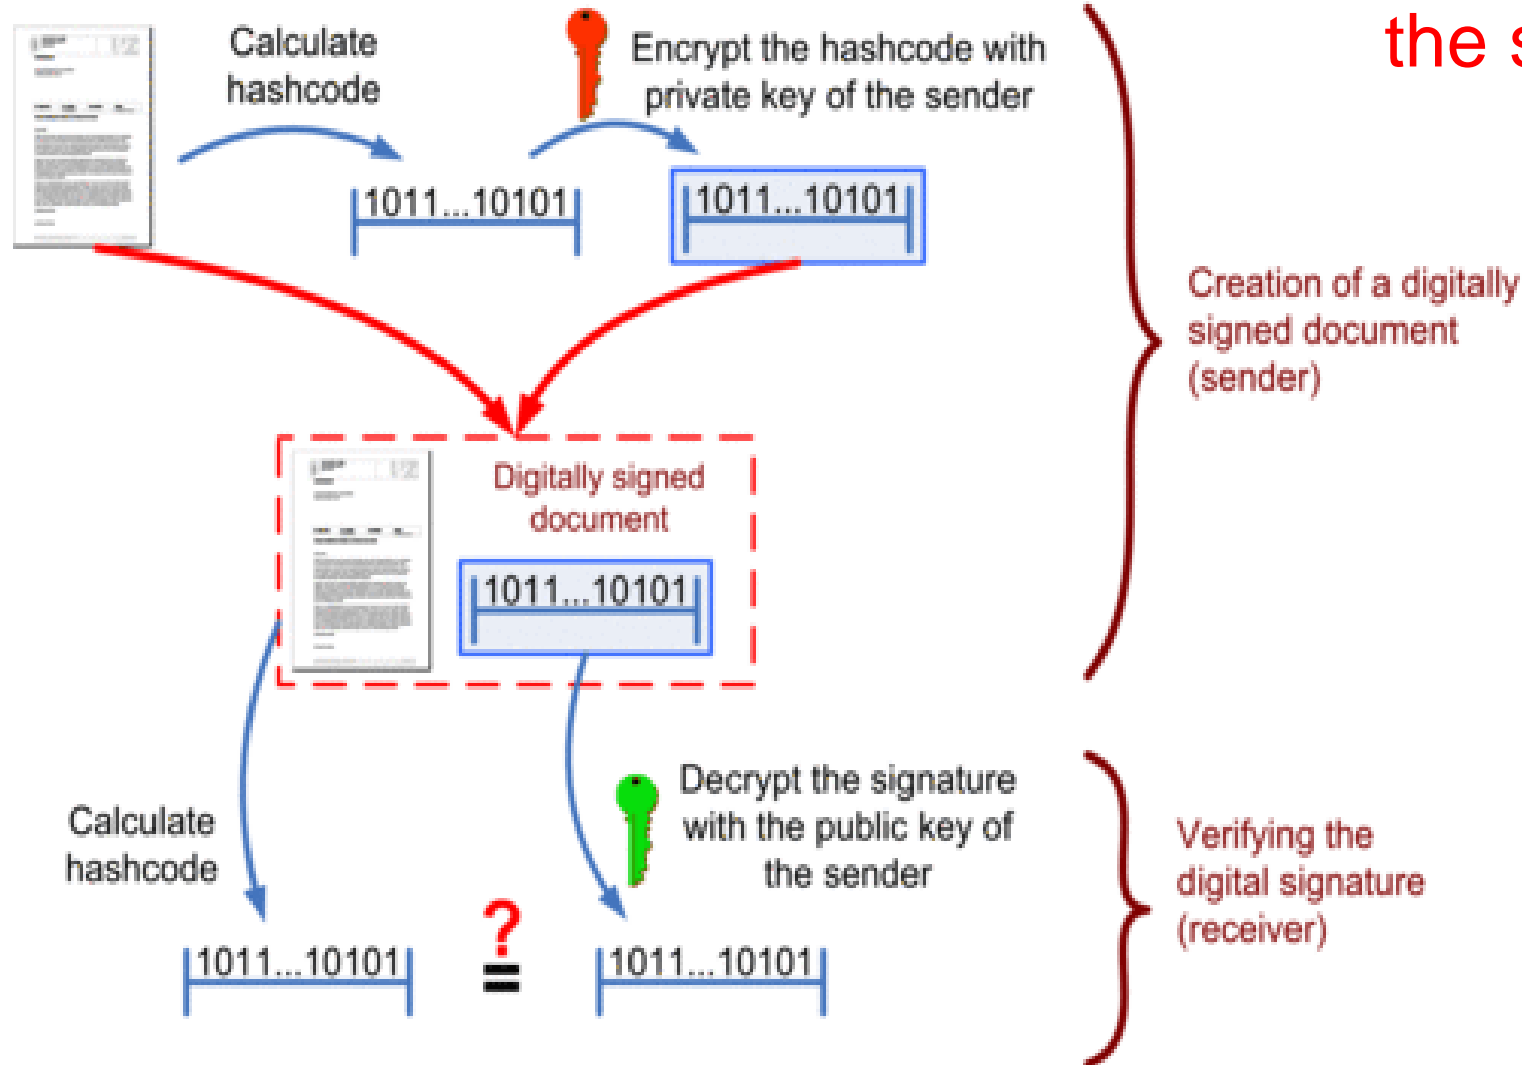 the s
Calculate
hashcode
Encrypt the hashcode with
private key of the sender
1011...10101
1011...10101
Creation of a digitally
signed document
(sender)
Digitally signed
document
1011...10101
Calculate
hashcode
Decrypt the signature
with the public key of
the sender
Verifying the
digital signature
(receiver)
1011...10101
?
=
1011...10101